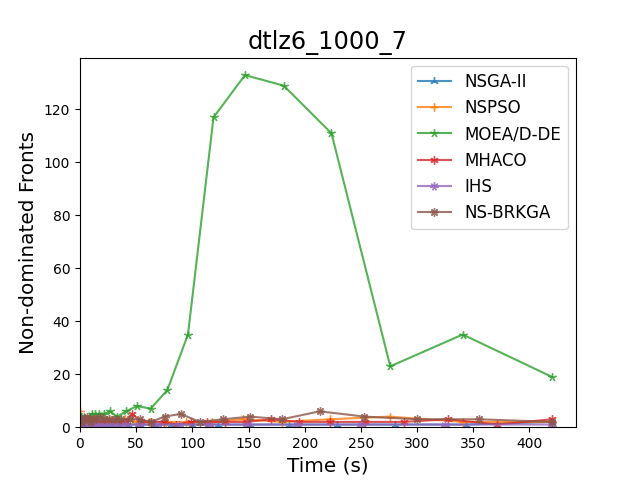 dtlz6_1000_7
Non-dominated Fronts
120
100
80
60
40
20
0
0 50 100 150 200 250 300 350 400
Time (s)
NSGA-II
NSPSO
MOEA/D-DE
MHACO
IHS
NS-BRKGA